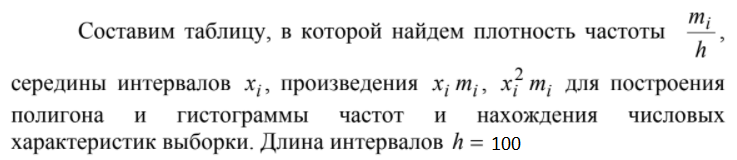 Составим таблицу, в которой найдем плотность частоты $\frac{m_i}{h}$,
середины интервалов $x_i$, произведения $x_i m_i$, $x_i^2 m_i$ для построения
полигона и гистограммы частот и нахождения числовых
характеристик выборки. Длина интервалов $h = 100$